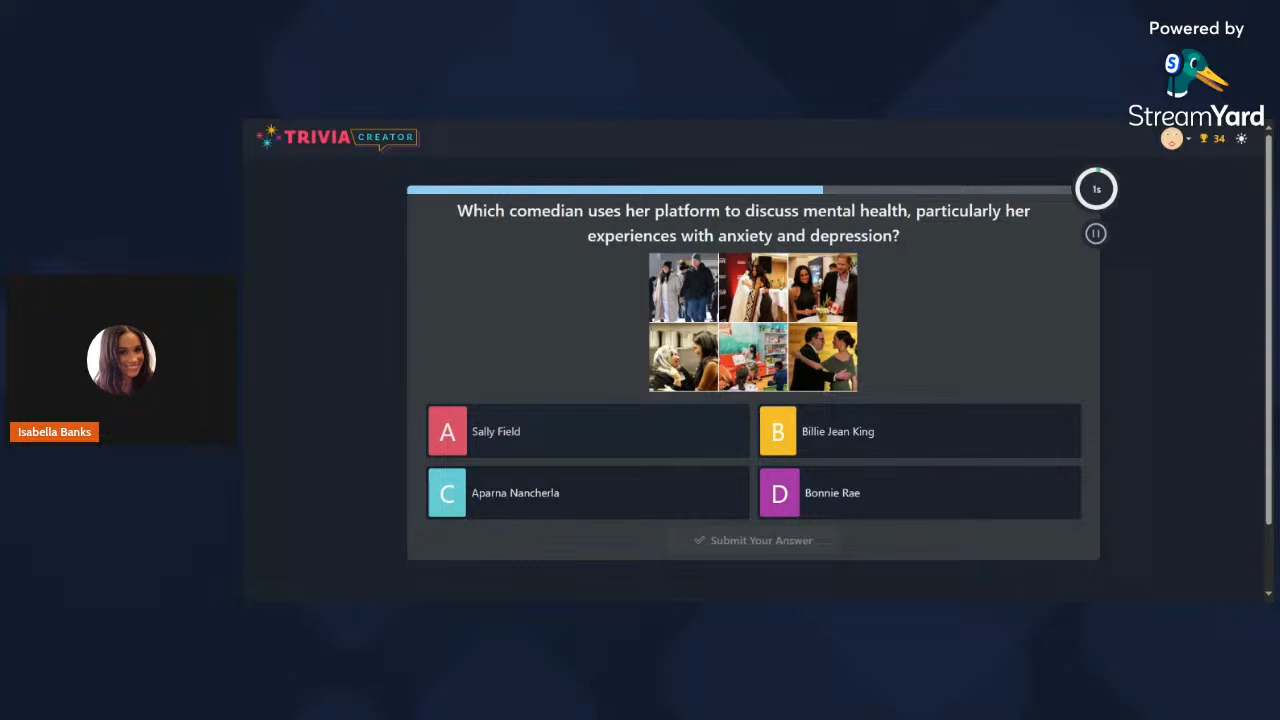 Powered by
S
StreamYard
TRIVIA CREATOR
34
1s
Which comedian uses her platform to discuss mental health, particularly her
experiences with anxiety and depression?
A Sally Field
B Billie Jean King
C Aparna Nancherla
D Bonnie Rae
Submit Your Answer
Isabella Banks